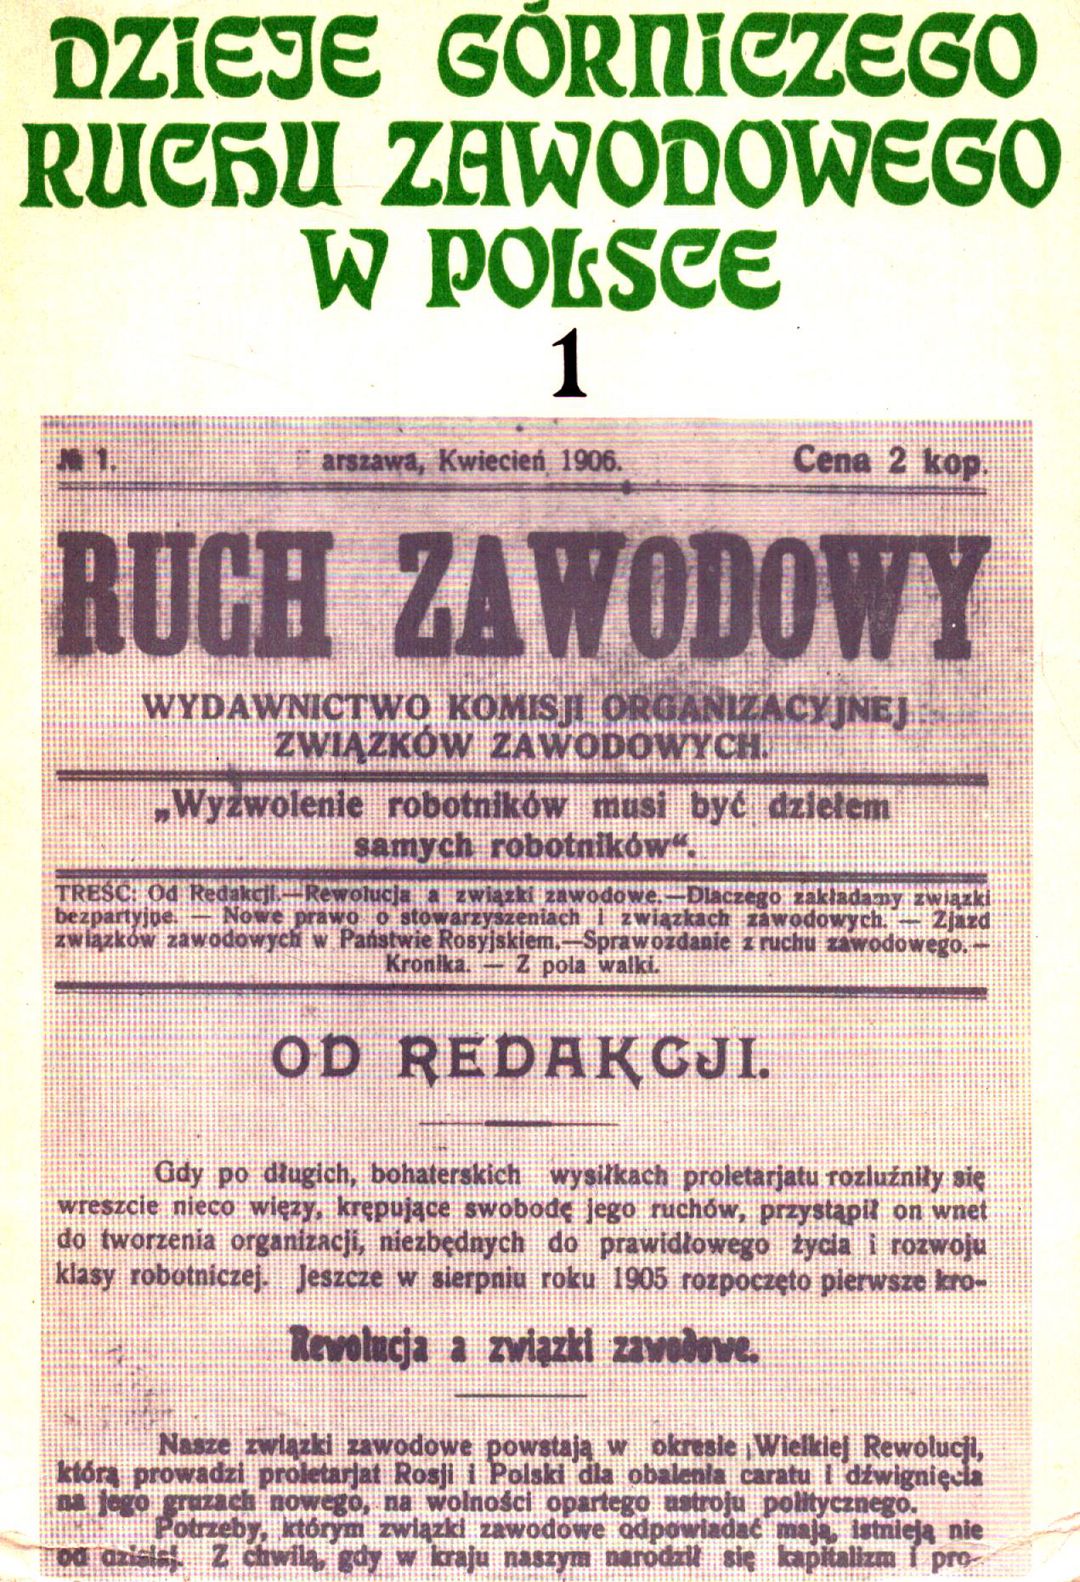 DZIEJE GÓRNICZEGO
RUCHU ZAWODOWEGO
W POLSCE
1
№ 1.  arszawa, Kwiecień 1906.  Cena 2 kop.
RUCH ZAWODOWY
WYDAWNICTWO KOMISJI ORGANIZACYJNEJ
ZWIĄZKÓW ZAWODOWYCH.
„Wyzwolenie robotników musi być dziełem
samych robotników“.
TREŚĆ: Od Redakcji.—Rewolucja a związki zawodowe.—Dlaczego zakładamy związki
bezpartyjne. — Nowe prawo o stowarzyszeniach i związkach zawodowych. — Zjazd
związków zawodowych w Państwie Rosyjskiem.—Sprawozdanie z ruchu zawodowego.—
Kronika. — Z pola walki.
OD REDAKCJI.
Gdy po długich, bohaterskich wysiłkach proletarjatu rozluźniły się
wreszcie nieco więzy, krępujące swobodę jego ruchów, przystąpił on wnet
do tworzenia organizacji, niezbędnych do prawidłowego życia i rozwoju
klasy robotniczej. Jeszcze w sierpniu roku 1905 rozpoczęto pierwsze kro-
Rewolucja a związki zawodowe.
Nasze związki zawodowe powstają w okresie Wielkiej Rewolucji,
którą prowadzi proletarjat Rosji i Polski dla obalenia caratu i dźwignięcia
na jego gruzach nowego, na wolności opartego ustroju politycznego.
Potrzeby, którym związki zawodowe odpowiadać mają, istnieją nie
od dzisiaj. Z chwilą, gdy w kraju naszym narodził się kapitalizm i pro-